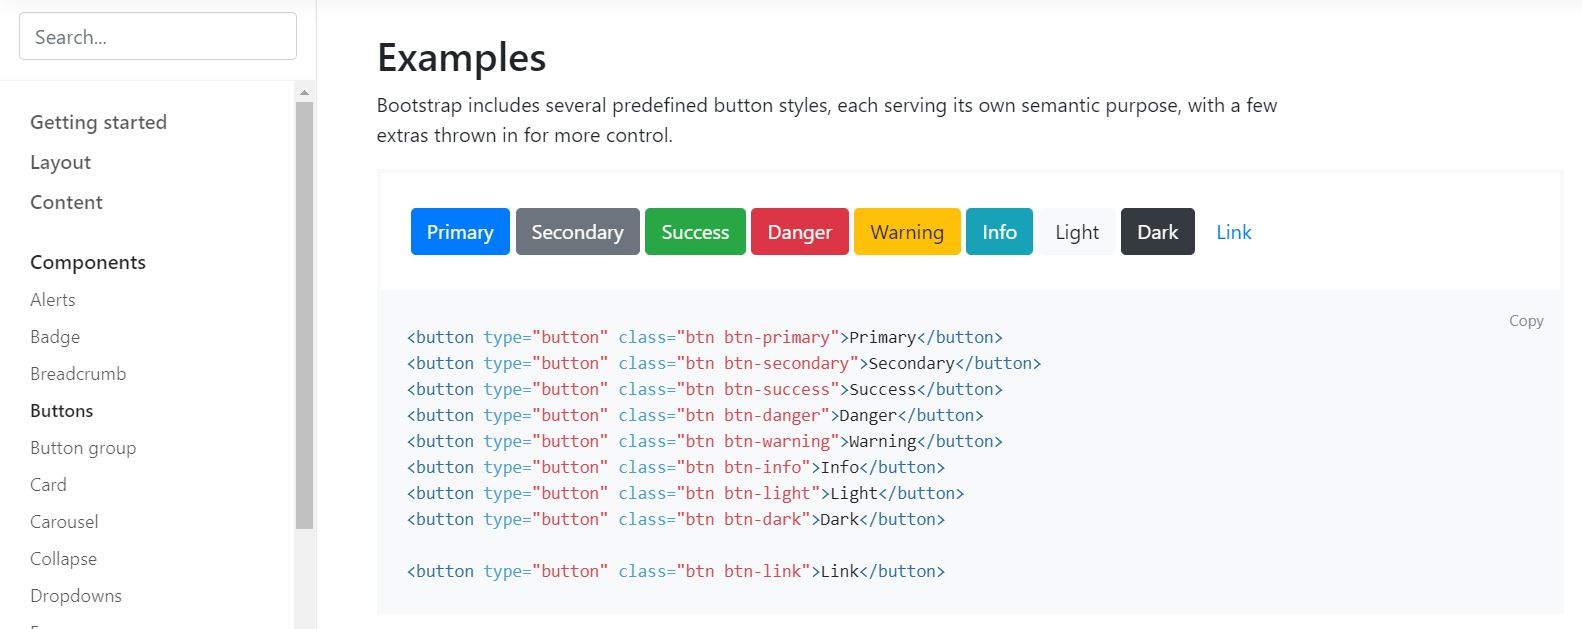 Search...
Getting started
Layout
Content
Components
Alerts
Badge
Breadcrumb
Buttons
Button group
Card
Carousel
Collapse
Dropdowns
Examples
Bootstrap includes several predefined button styles, each serving its own semantic purpose, with a few
extras thrown in for more control.
Primary Secondary Success Danger Warning Info Light Dark Link
Copy
<button type="button" class="btn btn-primary">Primary</button>
<button type="button" class="btn btn-secondary">Secondary</button>
<button type="button" class="btn btn-success">Success</button>
<button type="button" class="btn btn-danger">Danger</button>
<button type="button" class="btn btn-warning">Warning</button>
<button type="button" class="btn btn-info">Info</button>
<button type="button" class="btn btn-light">Light</button>
<button type="button" class="btn btn-dark">Dark</button>
<button type="button" class="btn btn-link">Link</button>